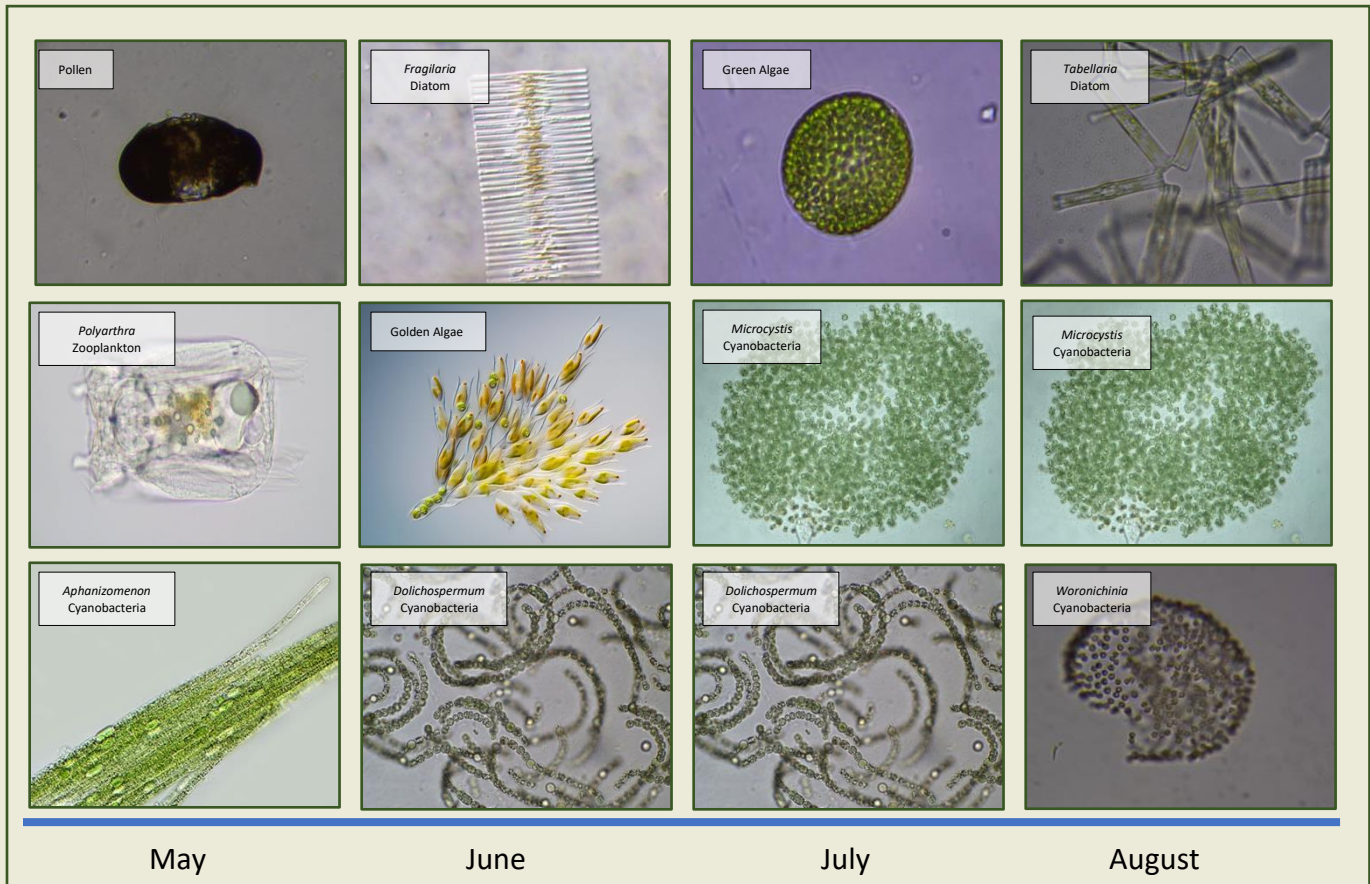 Pollen
Fragilaria
Diatom
Green Algae
Tabellaria
Diatom
Polyarthra
Zooplankton
Golden Algae
Microcystis
Cyanobacteria
Microcystis
Cyanobacteria
Aphanizomenon
Cyanobacteria
Dolichospermum
Cyanobacteria
Dolichospermum
Cyanobacteria
Woronichinia
Cyanobacteria
May
June
July
August